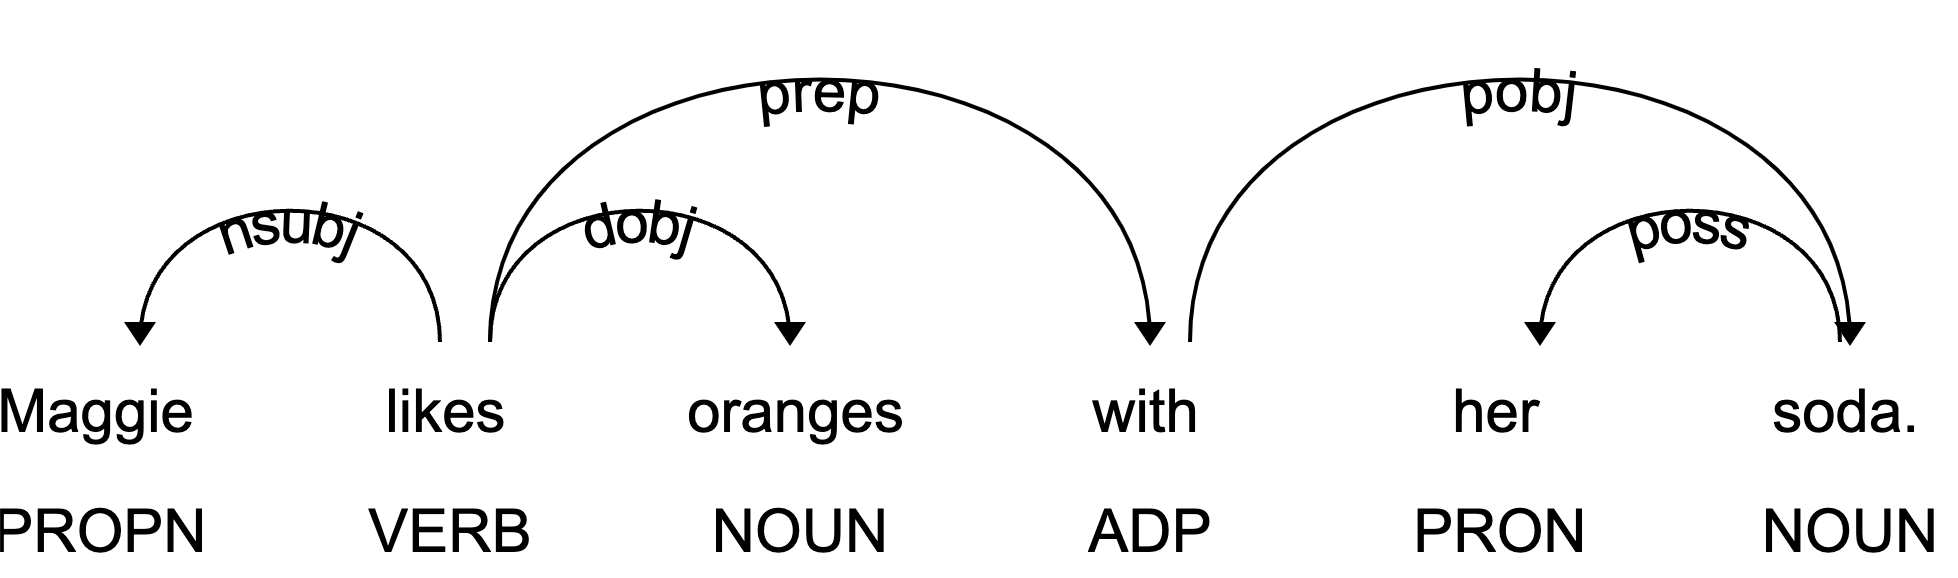 prep pobj
nsubj dobj poss
Maggie likes oranges with her soda.
PROPN VERB NOUN ADP PRON NOUN